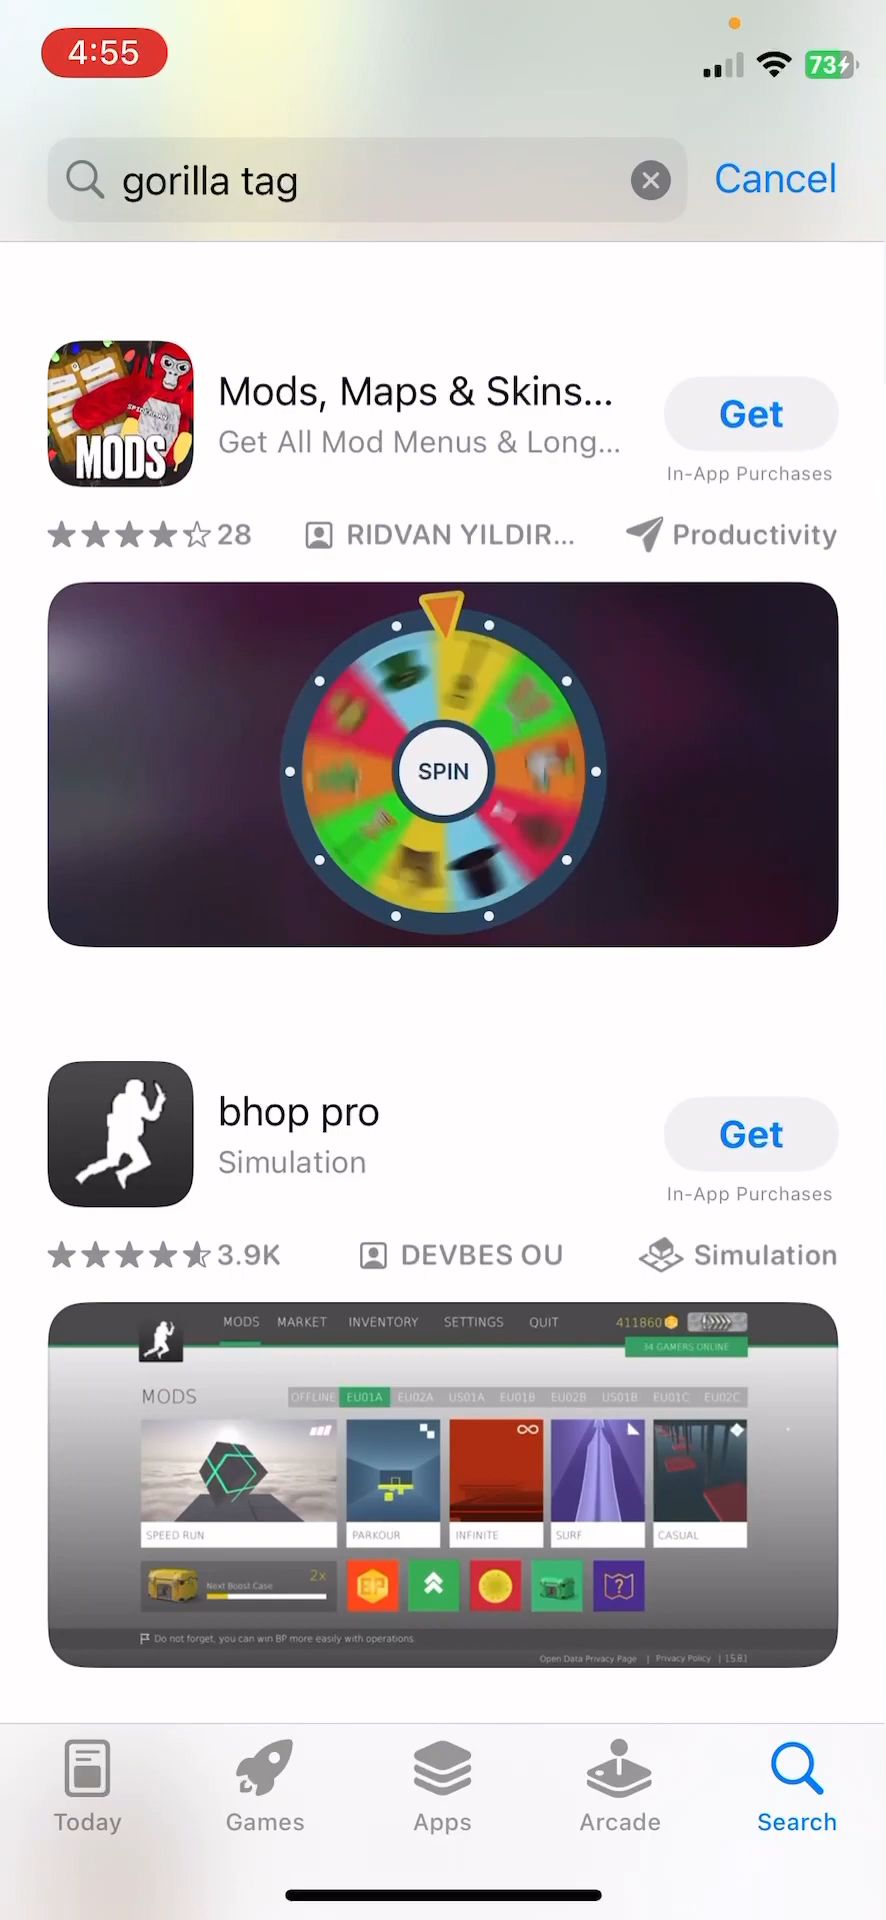 4:55
73
gorilla tag
Cancel
Mods, Maps & Skins...
Get All Mod Menus & Long...
Get
In-App Purchases
MODS
28
RIDVAN YILDIR...
Productivity
SPIN
bhop pro
Simulation
Get
In-App Purchases
3.9K
DEVBES OU
Simulation
MODS MARKET INVENTORY SETTINGS QUIT 411860
34 GAMERS ONLINE
MODS
OFFLINE EU01A EU02A US01A EU01B EU02B US01B EU01C EU02C
SPEED RUN PARKOUR INFINITE SURF CASUAL
Next Boost Case 2x
BP
?
Do not forget, you can win BP more easily with operations.
Open Data Privacy Page | Privacy Policy | 1.5.8.1
Today Games Apps Arcade Search